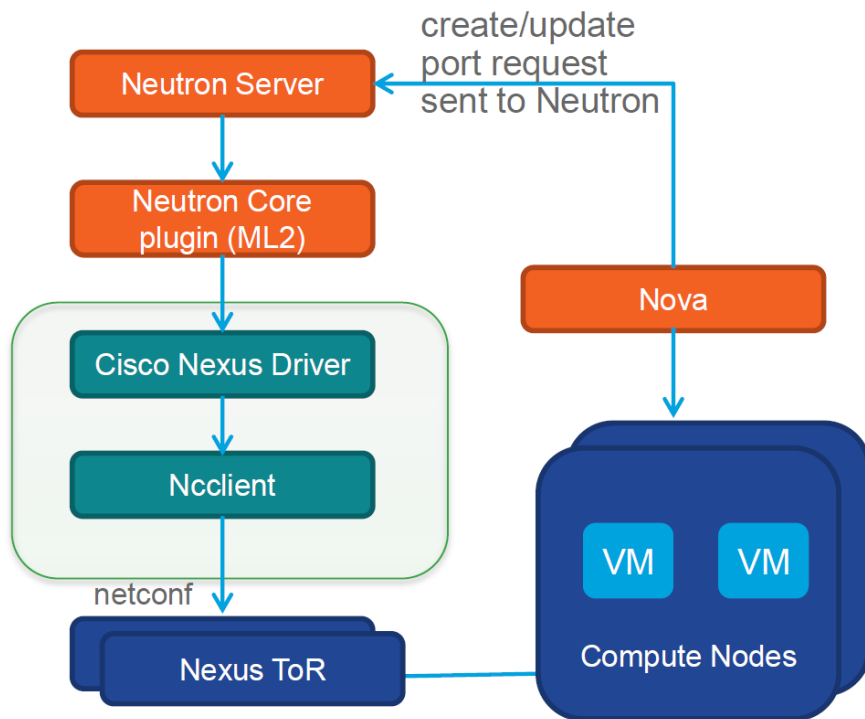 create/update
port request
sent to Neutron
Neutron Server
Neutron Core
plugin (ML2)
Nova
Cisco Nexus Driver
Ncclient
VM
VM
netconf
Compute Nodes
Nexus ToR